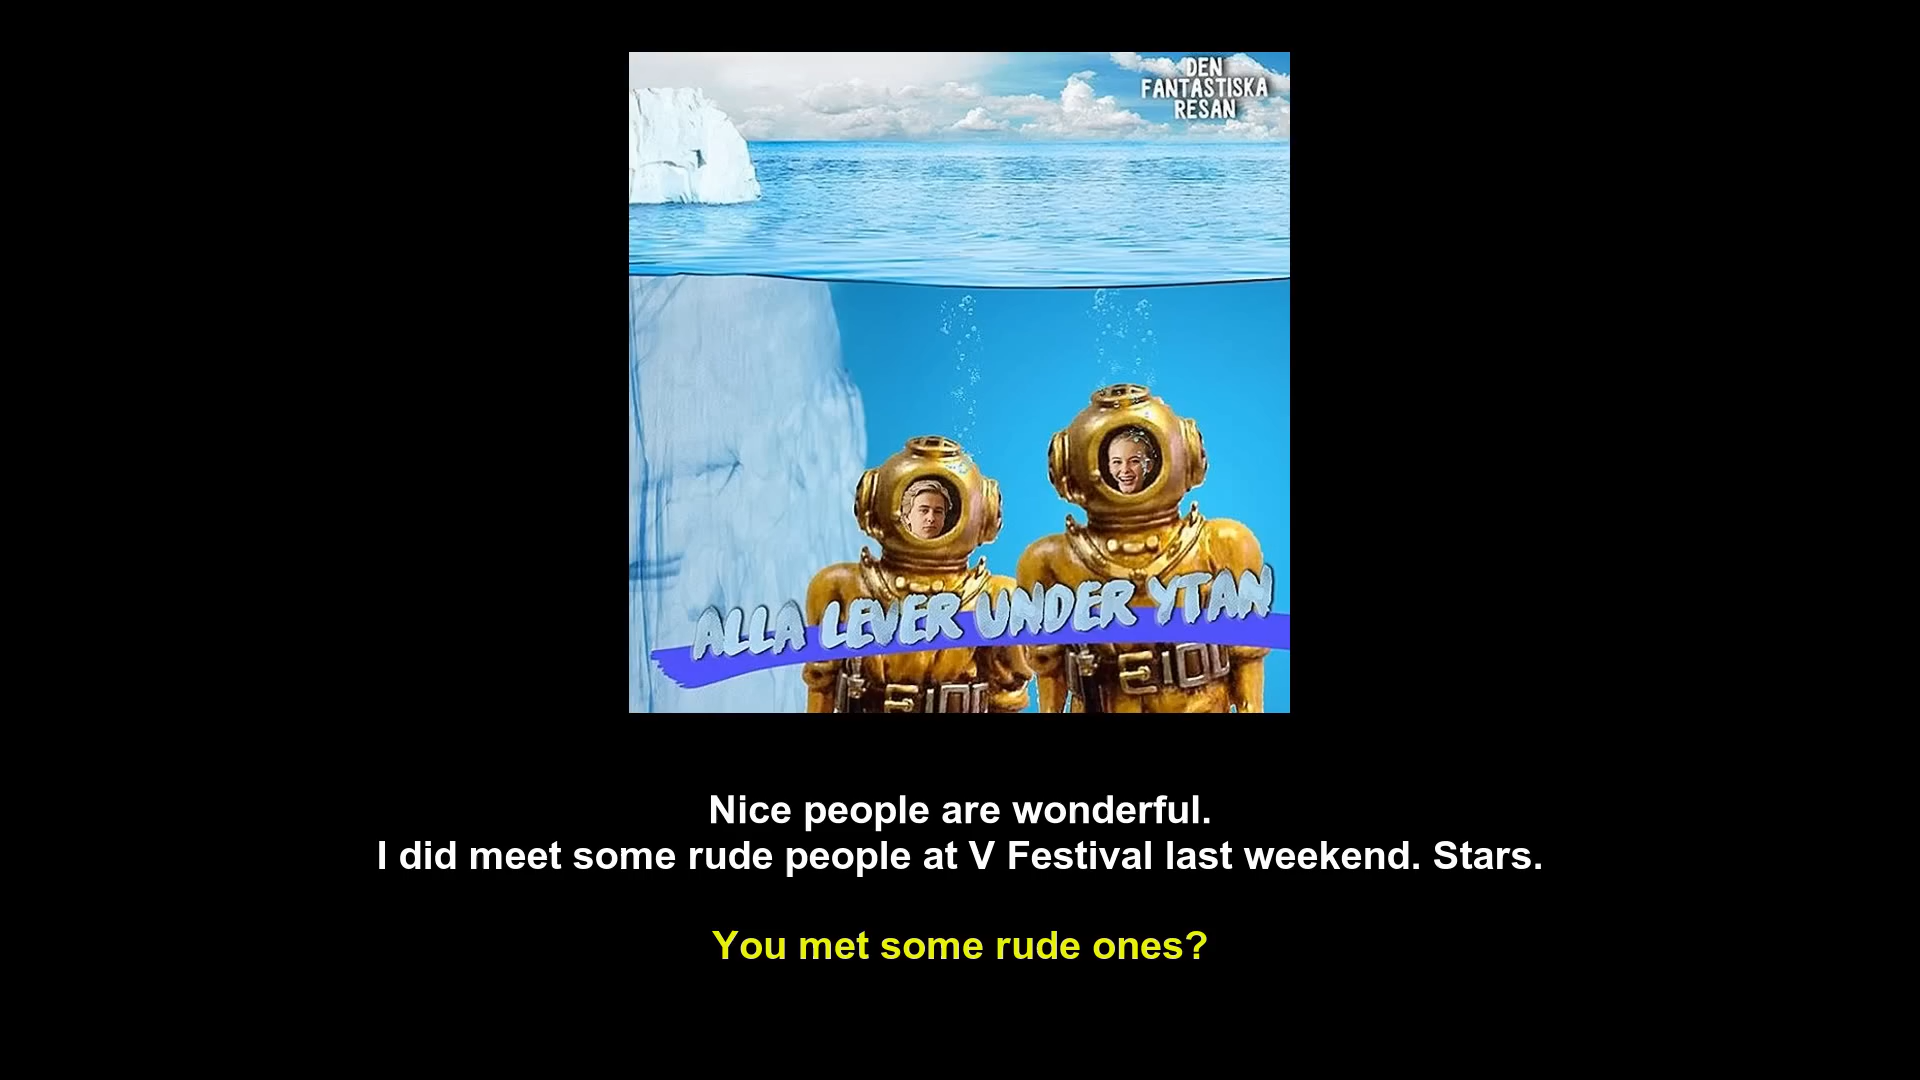 DEN
FANTASTISKA
RESAN
ALLA LEVER UNDER YTAN
Nice people are wonderful.
I did meet some rude people at V Festival last weekend. Stars.
You met some rude ones?